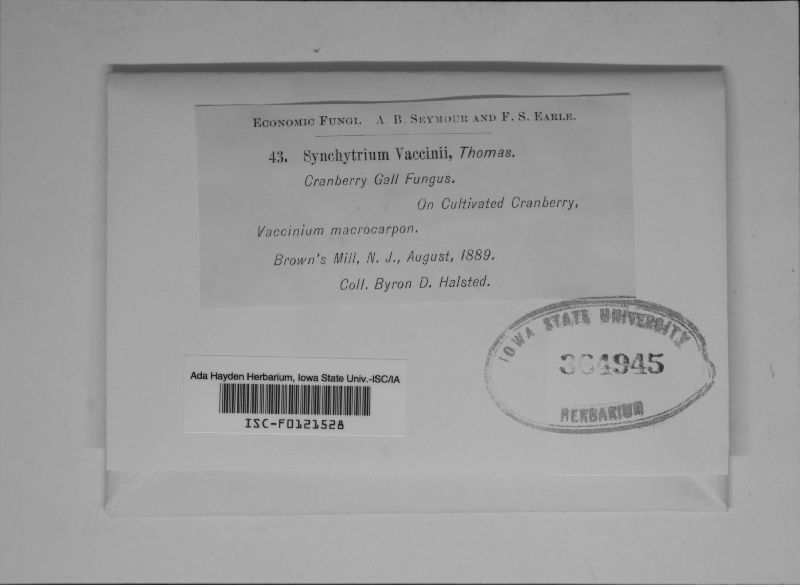 Economic Fungi. A. B. Seymour and F. S. Earle.
43. Synchytrium Vaccinii, Thomas.
Cranberry Gall Fungus.
On Cultivated Cranberry,
Vaccinium macrocarpon.
Brown's Mill, N. J., August, 1889.
Coll. Byron D. Halsted.
IOWA STATE UNIVERSITY
364945
HERBARIUM
Ada Hayden Herbarium, Iowa State Univ.-ISC/IA
ISC-F0121528